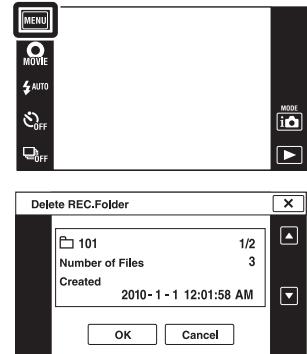 MENU
MOVIE
AUTO
OFF
OFF
MODE
Delete REC.Folder
101 1/2
Number of Files 3
Created
2010-1-1 12:01:58 AM
OK Cancel